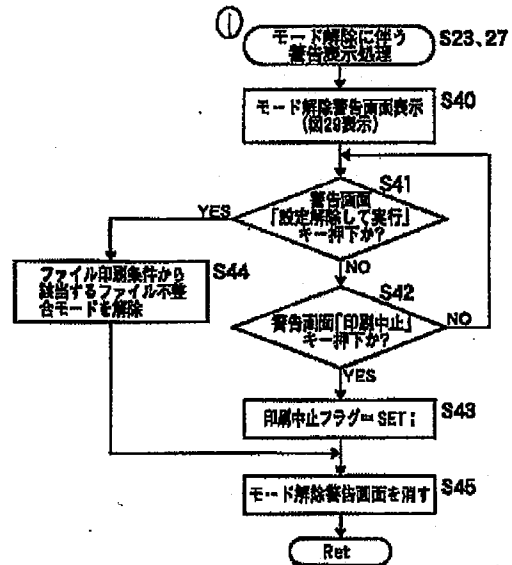 ①
モード解除に伴う
警告表示処理
S23、27
S40
モード解除警告画面表示
(図29表示)
S41
警告画面
「設定解除して実行」
キー押下か?
YES
NO
S44
ファイル印刷条件から
該当するファイル不整
合モードを解除
S42
警告画面「印刷中止」
キー押下か?
NO
YES
S43
印刷中止フラグ=SET;
S45
モード解除警告画面を消す
Ret